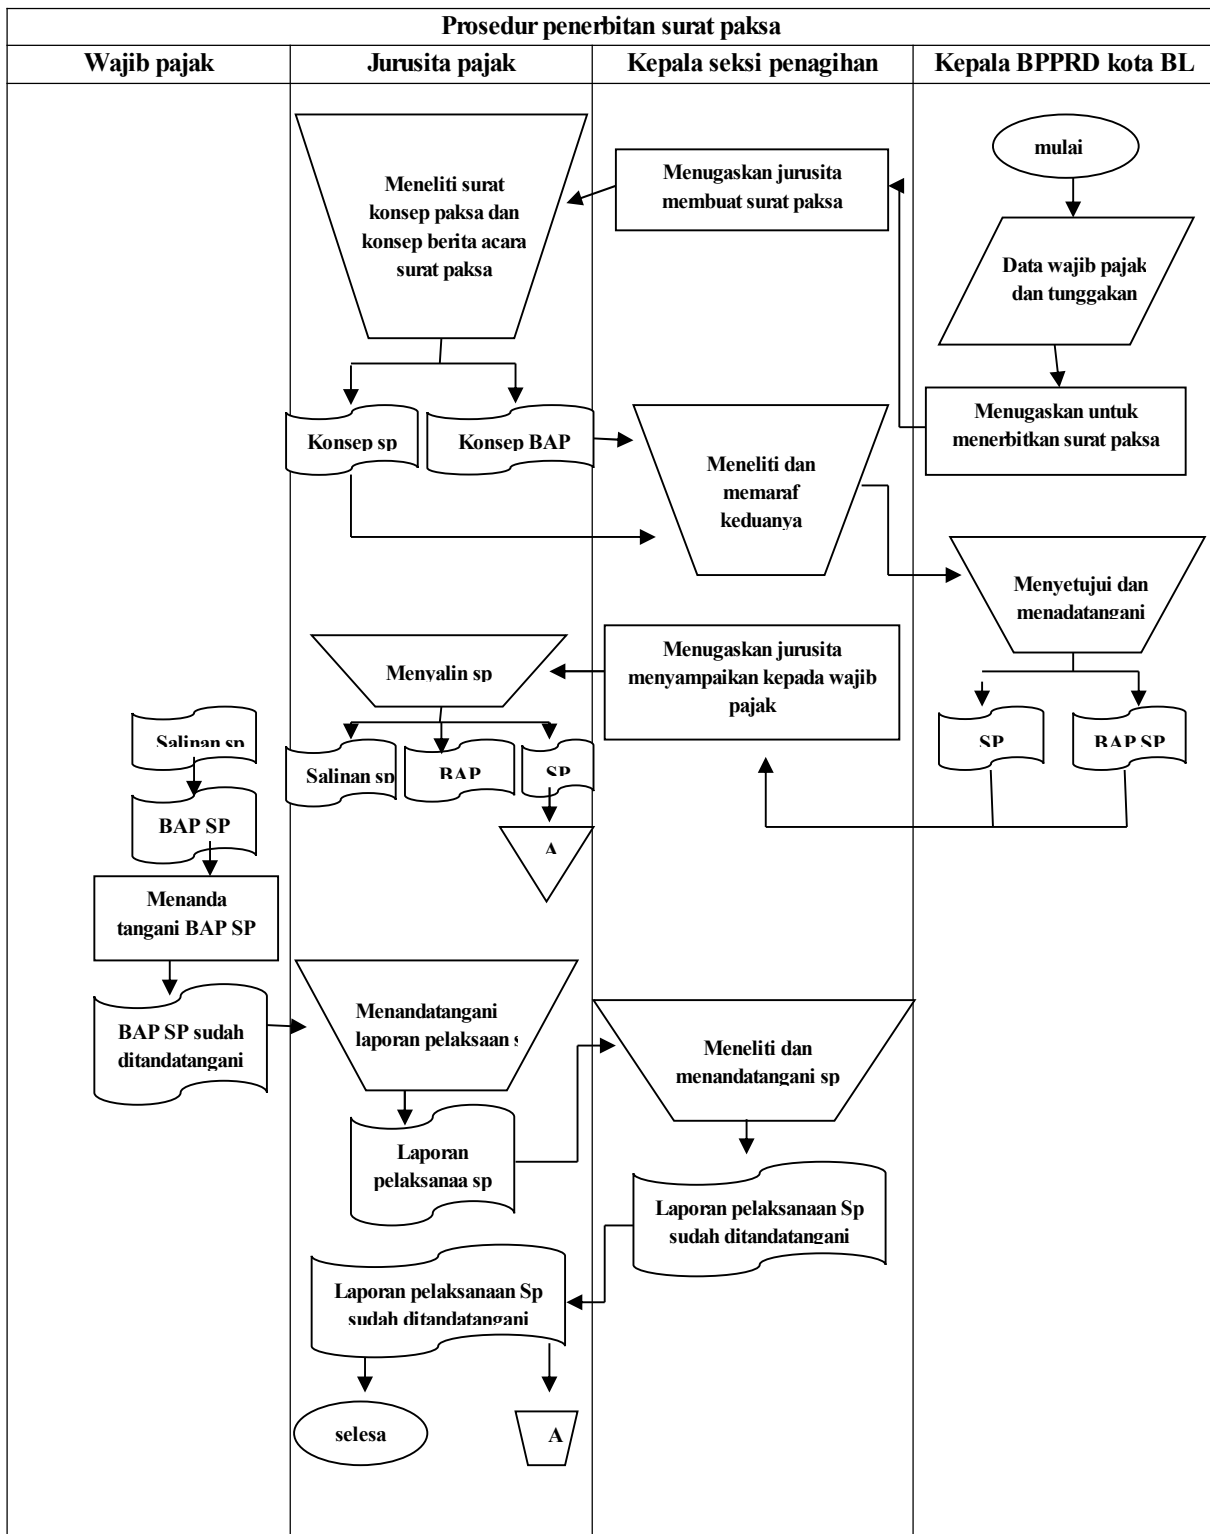 Prosedur penerbitan surat paksa
Wajib pajak
Jurusita pajak
Kepala seksi penagihan
Kepala BPPRD kota BL
mulai
Data wajib pajak
dan tunggakan
Menugaskan untuk
menerbitkan surat paksa
Menugaskan jurusita
membuat surat paksa
Meneliti surat
konsep paksa dan
konsep berita acara
surat paksa
Konsep sp
Konsep BAP
Meneliti dan
memaraf
keduanya
Menyetujui dan
menadatangani
SP
BAP SP
Menugaskan jurusita
menyampaikan kepada wajib
pajak
Menyalin sp
Salinan sp
BAP
SP
A
Salinan sp
BAP SP
Menanda
tangani BAP SP
BAP SP sudah
ditandatangani
Menandatangani
laporan pelaksaan s
Laporan
pelaksanaa sp
Meneliti dan
menandatangani sp
Laporan pelaksanaan Sp
sudah ditandatangani
Laporan pelaksanaan Sp
sudah ditandatangani
selesa
A